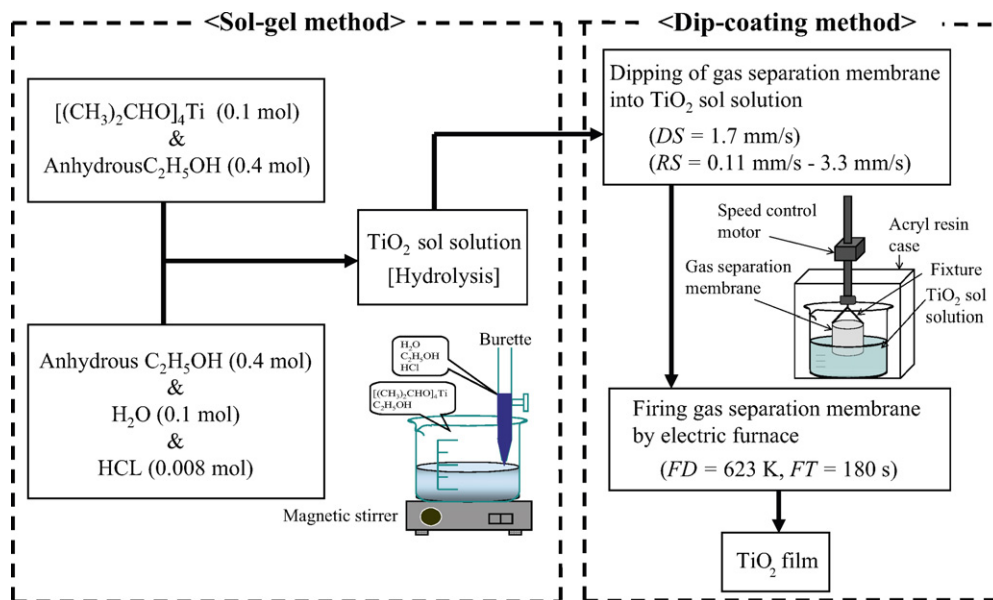 <Sol-gel method>
[(CH₃)₂CHO]₄Ti (0.1 mol)
&
AnhydrousC₂H₅OH (0.4 mol)
TiO₂ sol solution
[Hydrolysis]
Anhydrous C₂H₅OH (0.4 mol)
&
H₂O (0.1 mol)
&
HCL (0.008 mol)
H₂O
C₂H₅OH
HCl
Burette
[(CH₃)₂CHO]₄Ti
C₂H₅OH
Magnetic stirrer
<Dip-coating method>
Dipping of gas separation membrane
into TiO₂ sol solution
(DS = 1.7 mm/s)
(RS = 0.11 mm/s - 3.3 mm/s)
Speed control
motor
Acryl resin
case
Gas separation
membrane
Fixture
TiO₂ sol
solution
Firing gas separation membrane
by electric furnace
(FD = 623 K, FT = 180 s)
TiO₂ film